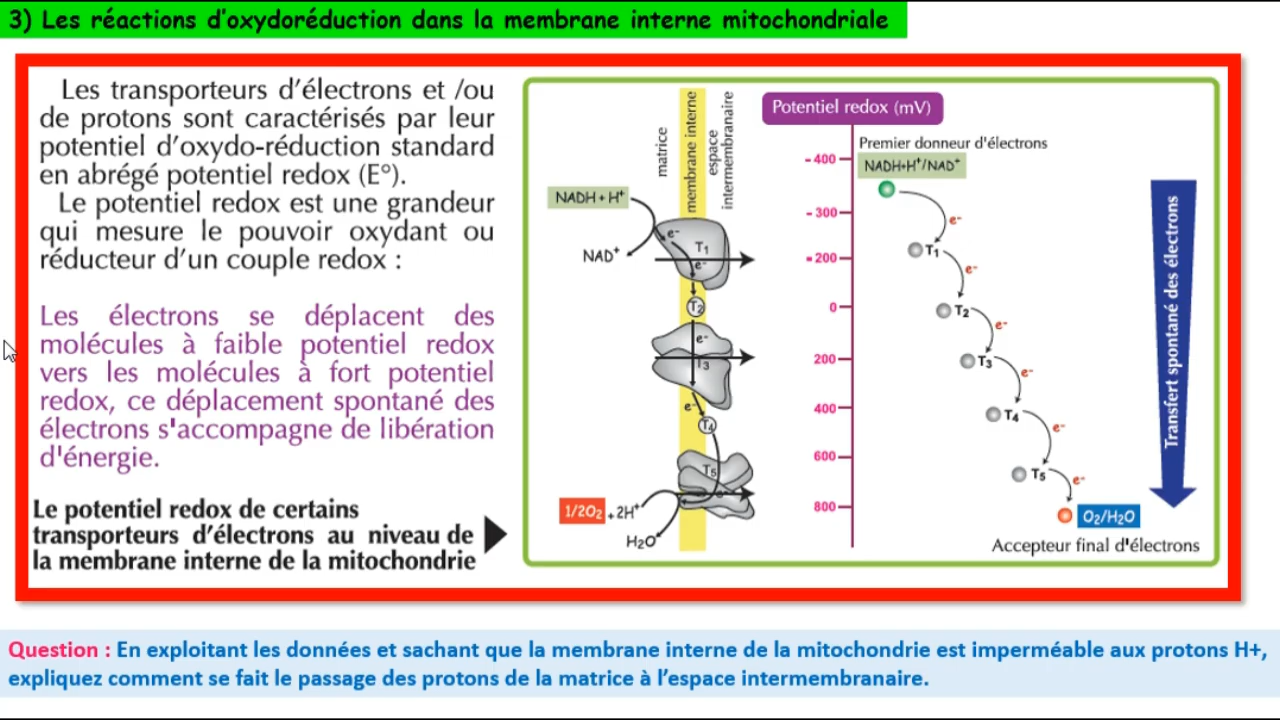 3) Les réactions d'oxydoréduction dans la membrane interne mitochondriale
Les transporteurs d'électrons et /ou
de protons sont caractérisés par leur
potentiel d'oxydo-réduction standard
en abrégé potentiel redox (E°).
Le potentiel redox est une grandeur
qui mesure le pouvoir oxydant ou
réducteur d'un couple redox :
Les électrons se déplacent des
molécules à faible potentiel redox
vers les molécules à fort potentiel
redox, ce déplacement spontané des
électrons s'accompagne de libération
d'énergie.
Le potentiel redox de certains
transporteurs d'électrons au niveau de
la membrane interne de la mitochondrie
matrice
membrane interne
espace
intermembranaire
NADH + H⁺
NAD⁺
e⁻
T₁
e⁻
T₂
e⁻
T₃
e⁻
T₄
T₅
e⁻
1/2O₂ + 2H⁺
H₂O
Potentiel redox (mV)
Premier donneur d'électrons
NADH+H⁺/NAD⁺
- 400
- 300
- 200
0
200
400
600
800
e⁻
T₁
e⁻
T₂
e⁻
T₃
e⁻
T₄
e⁻
T₅
e⁻
O₂/H₂O
Accepteur final d'électrons
Transfert spontané des électrons
Question : En exploitant les données et sachant que la membrane interne de la mitochondrie est imperméable aux protons H+,
expliquez comment se fait le passage des protons de la matrice à l'espace intermembranaire.